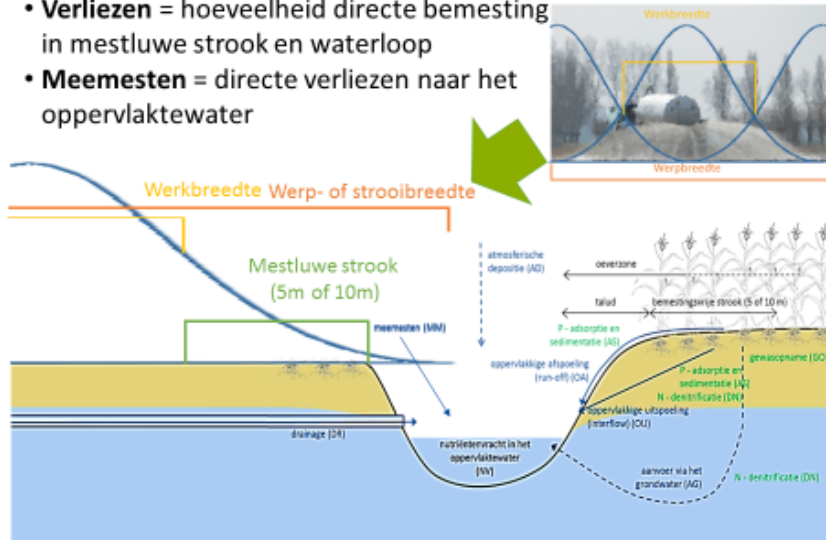 • Verliezen = hoeveelheid directe bemesting
in mestluwe strook en waterloop
• Meemesten = directe verliezen naar het
oppervlaktewater
Werkbreedte
Werpbreedte
Werkbreedte Werp- of strooibreedte
Mestluwe strook
(5m of 10m)
meemesten (MM)
atmosferische
depositie (AD)
oeverzone
talud
bemestingsvrije strook (5 of 10 m)
P - adsorptie en
sedimentatie (AS)
oppervlakkige afspoeling
(run-off) (OA)
gewasopname (GO
P - adsorptie en
sedimentatie (AS)
N - denitrificatie (DN)
oppervlakkige uitspoeling
(interflow) (OU)
drainage (DR)
nutriëntenvracht in het
oppervlaktewater
(NV)
aanvoer via het
grondwater (AG)
N - denitrificatie (DN)